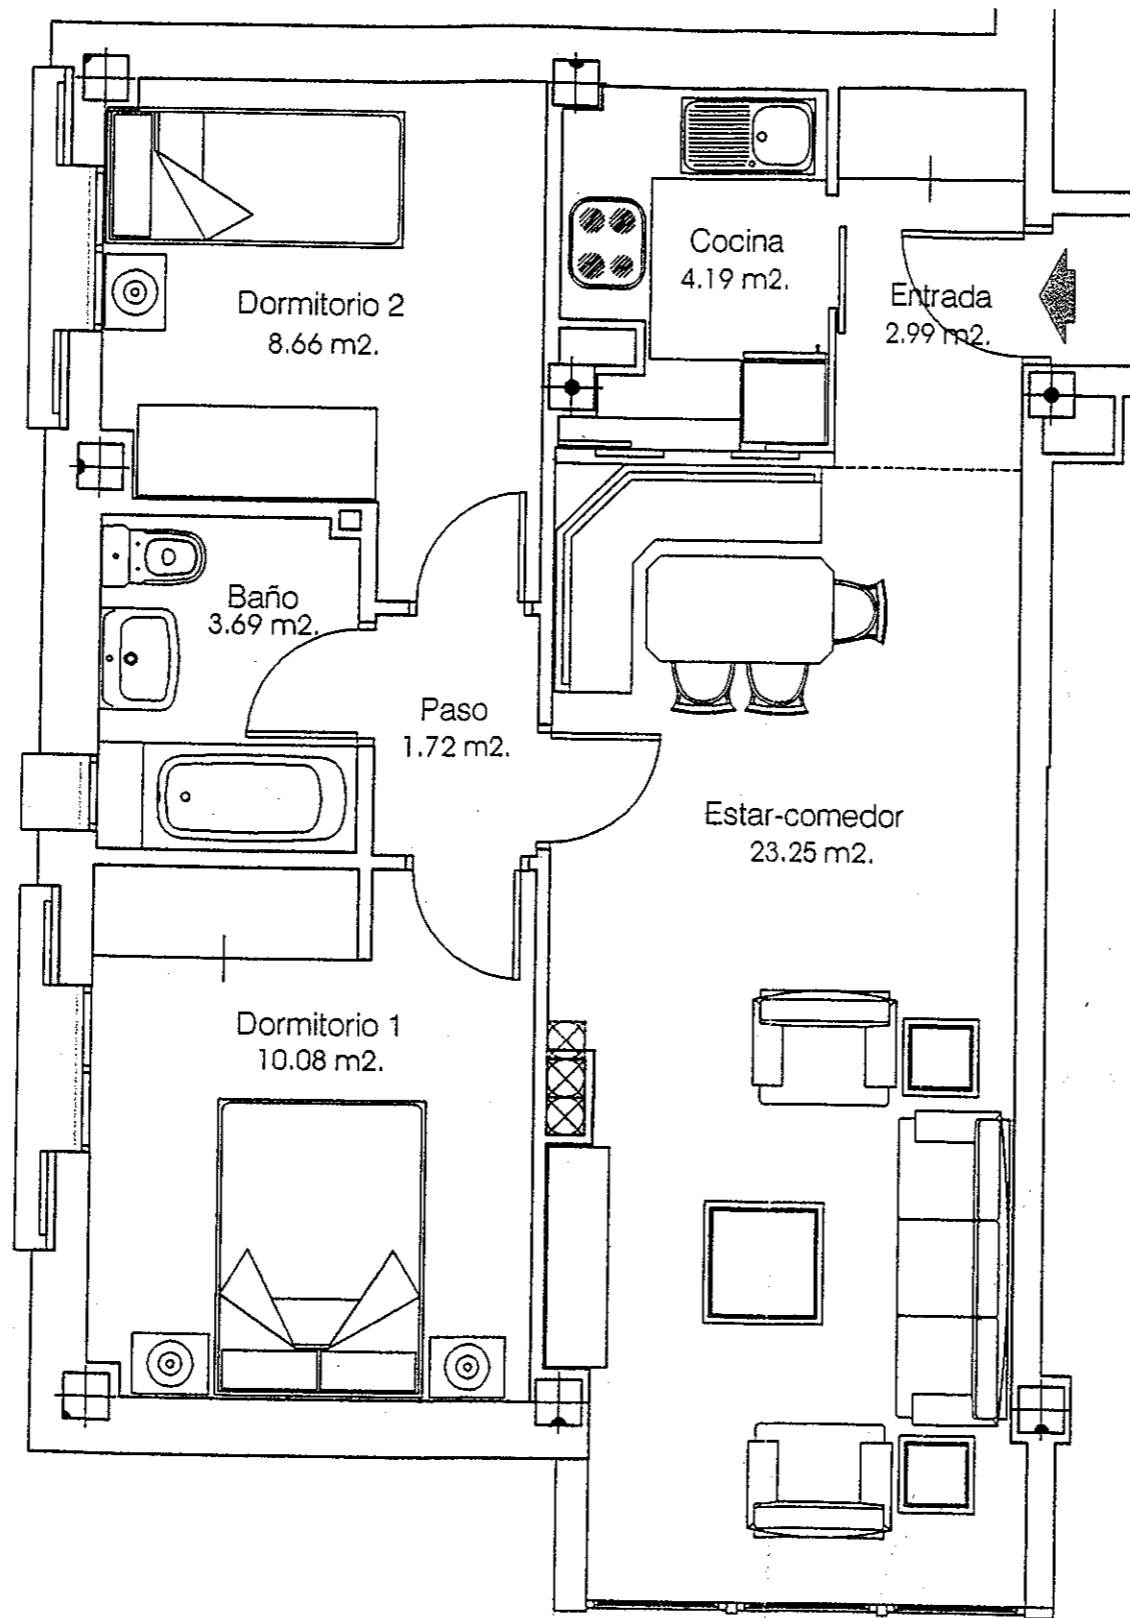 Dormitorio 2
8.66 m2.
Cocina
4.19 m2.
Entrada
2.99 m2.
Baño
3.69 m2.
Paso
1.72 m2.
Estar-comedor
23.25 m2.
Dormitorio 1
10.08 m2.